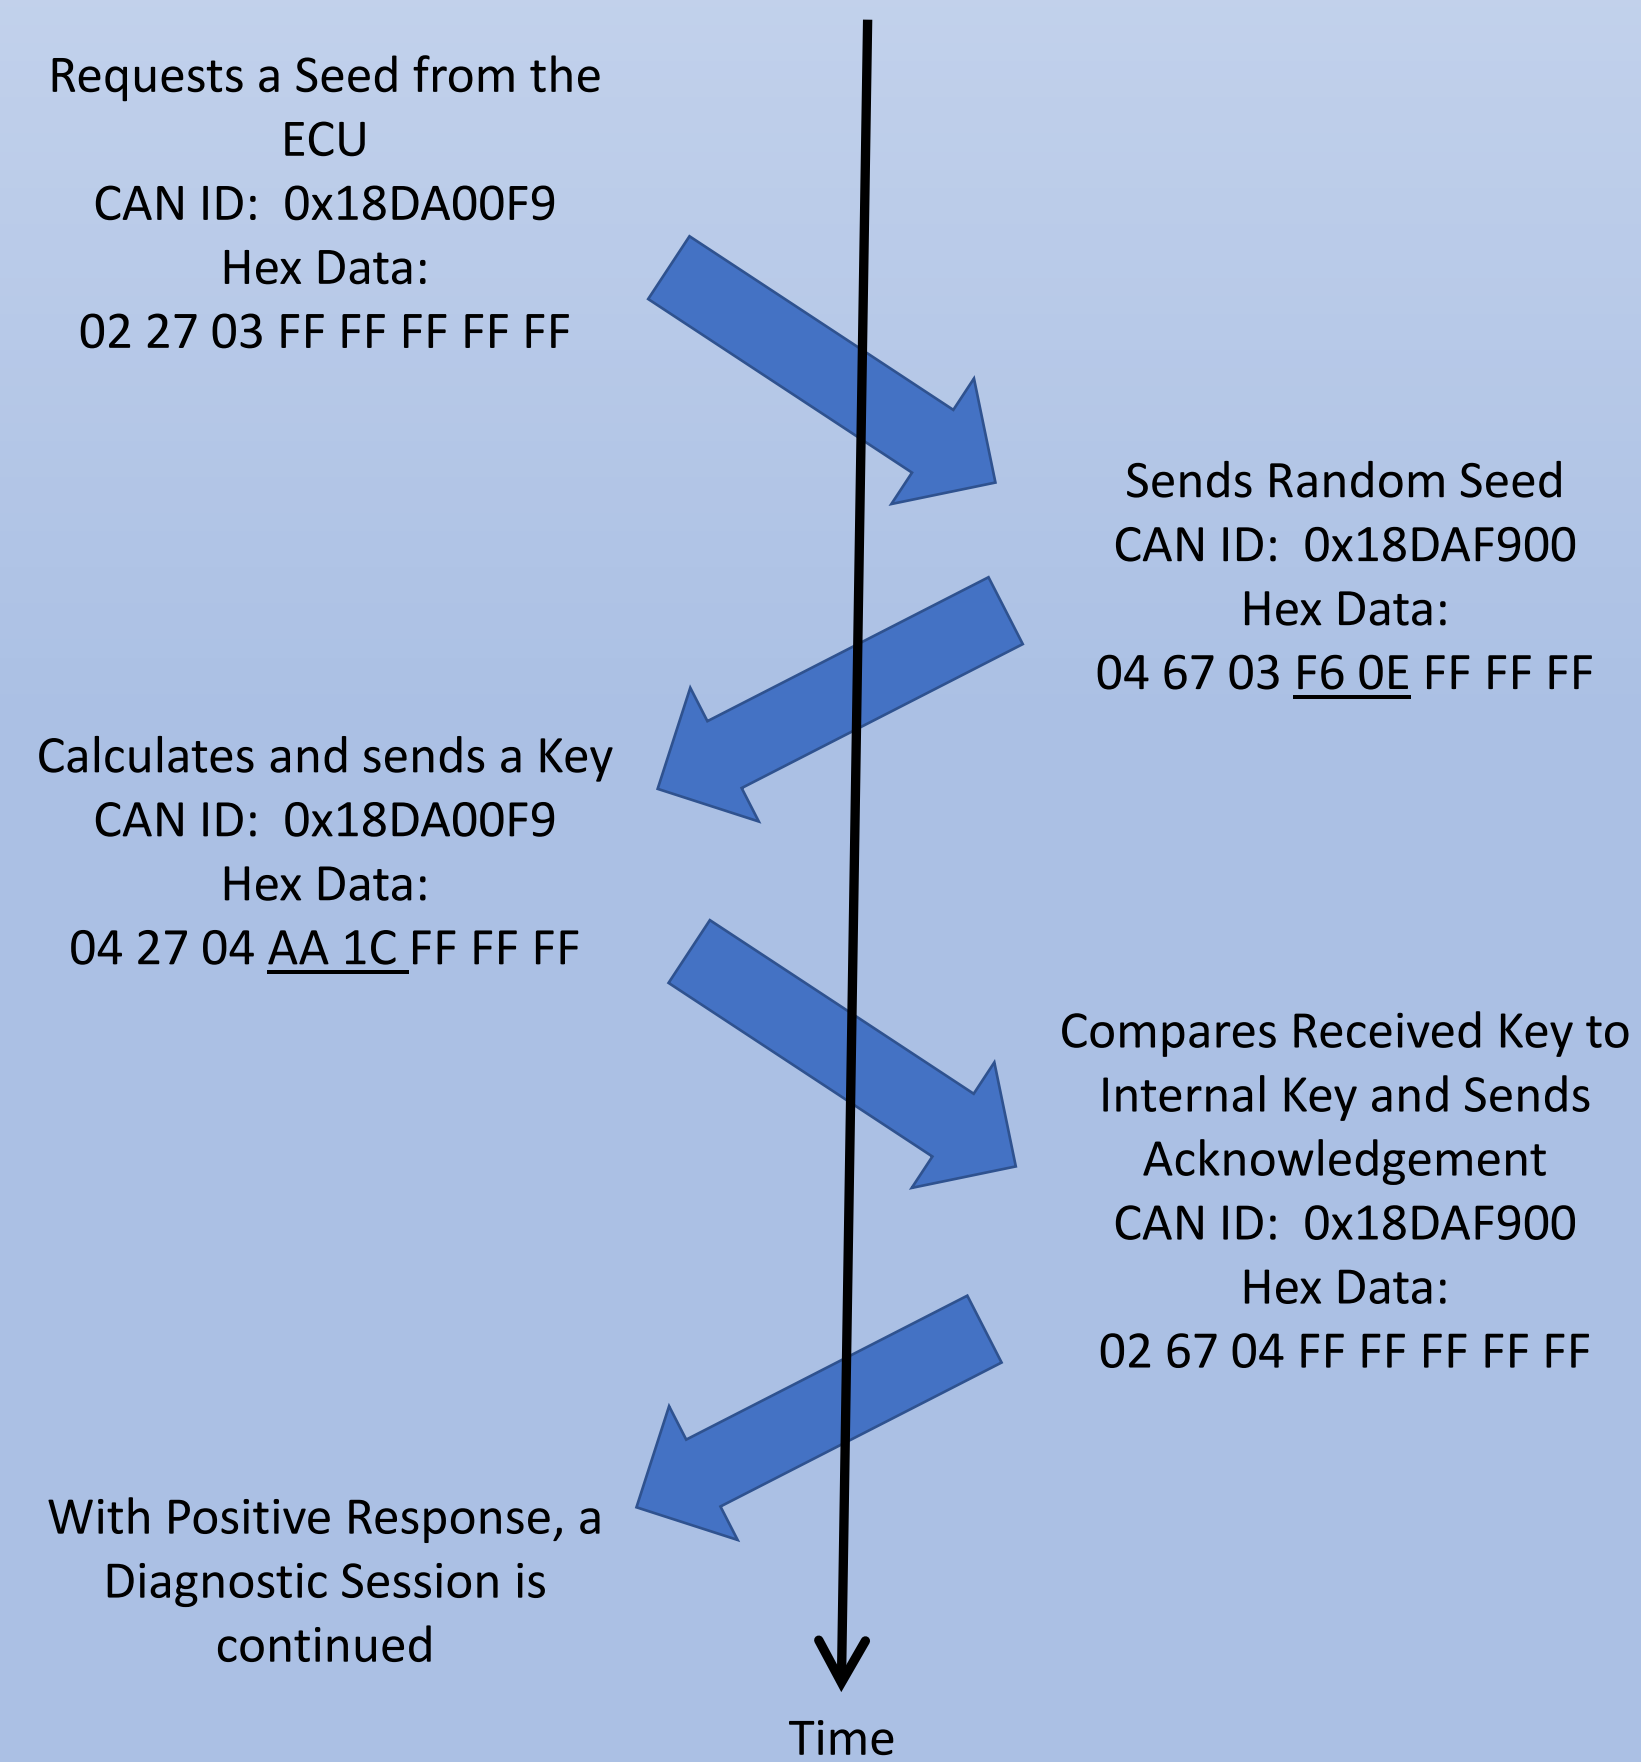 Requests a Seed from the
ECU
CAN ID:  0x18DA00F9
Hex Data:
02 27 03 FF FF FF FF FF
Sends Random Seed
CAN ID:  0x18DAF900
Hex Data:
04 67 03 F6 0E FF FF FF
Calculates and sends a Key
CAN ID:  0x18DA00F9
Hex Data:
04 27 04 AA 1C FF FF FF
Compares Received Key to
Internal Key and Sends
Acknowledgement
CAN ID:  0x18DAF900
Hex Data:
02 67 04 FF FF FF FF FF
With Positive Response, a
Diagnostic Session is
continued
Time